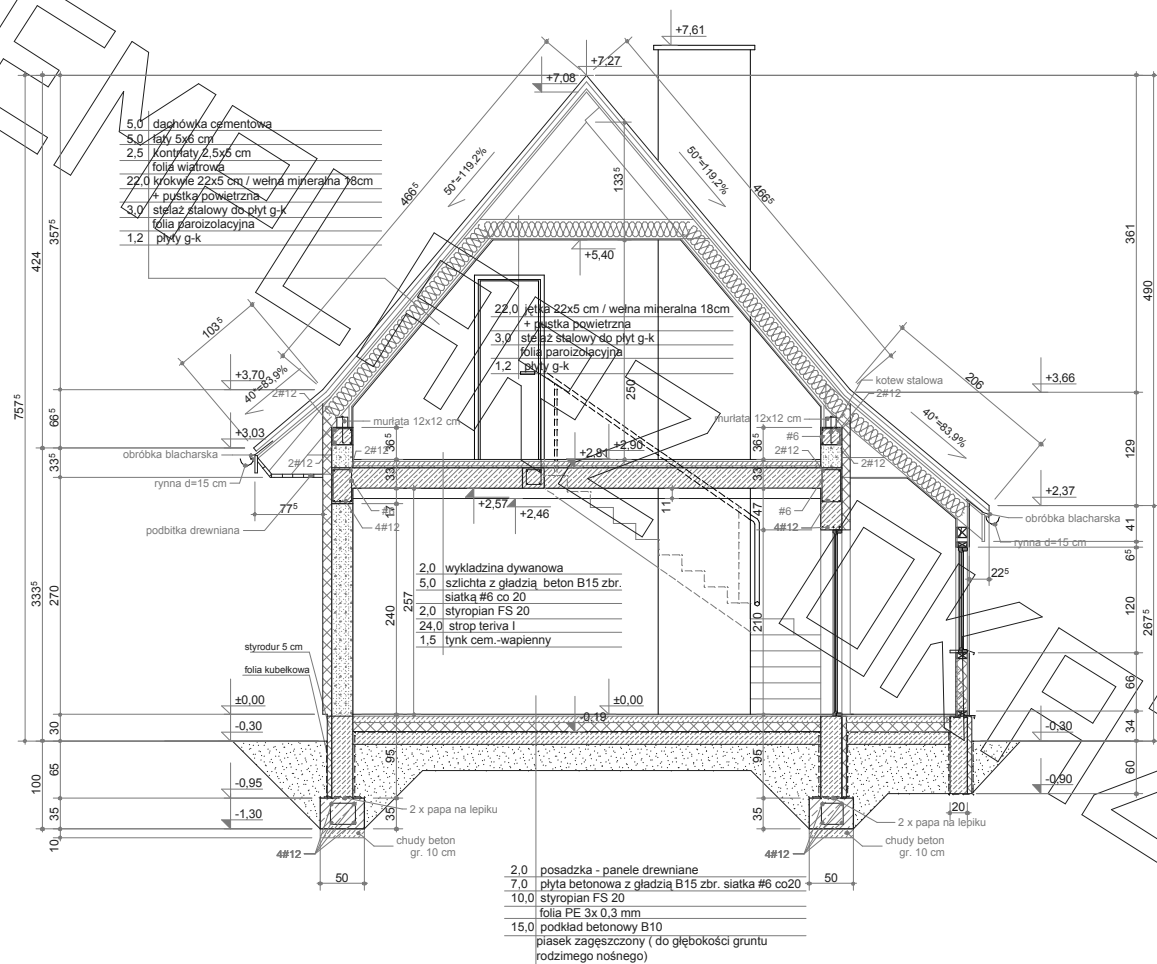 +7,61
+7,27
+7,08
5,0 dachówka cementowa
5,0 łaty 5x6 cm
2,5 kontrłaty 2,5x5 cm
folia wiatrowa
22,0 krokwie 22x5 cm / wełna mineralna 18cm
+ pustka powietrzna
3,0 stelaż stalowy do płyt g-k
folia paroizolacyjna
1,2 płyty g-k
50°=119,2%
50°=119,2%
466⁵
466⁵
133⁵
357⁵
424
361
490
+5,40
22,0 jętka 22x5 cm / wełna mineralna 18cm
+ pustka powietrzna
3,0 stelaż stalowy do płyt g-k
folia paroizolacyjna
1,2 płyty g-k
250
103⁵
+3,70
40°=83,9%
2#12
+3,03
murłata 12x12 cm
obróbka blacharska
2#12
2#12
rynna d=15 cm
podbitka drewniana
77⁵
757⁵
66⁵
33⁵
36⁵
33
17
#6
4#12
+2,81
+2,90
+2,57
+2,46
11
murłata 12x12 cm
36⁵
33
47
#6
2#12
2#12
#6
4#12
kotew stalowa
2#12
206
40°=83,9%
+3,66
+2,37
obróbka blacharska
rynna d=15 cm
22⁵
129
41
6⁵
120
267⁵
66
34
60
333⁵
270
240
257
210
2,0 wykladzina dywanowa
5,0 szlichta z gładzią beton B15 zbr.
siatką #6 co 20
2,0 styropian FS 20
24,0 strop teriva I
1,5 tynk cem.-wapienny
styrodur 5 cm
folia kubełkowa
±0,00
-0,30
±0,00
-0,19
-0,30
-0,90
-0,95
-1,30
30
65
100
35
10
95
35
95
35
2 x papa na lepiku
chudy beton
gr. 10 cm
4#12
50
20
2 x papa na lepiku
chudy beton
gr. 10 cm
4#12
50
2,0 posadzka - panele drewniane
7,0 płyta betonowa z gładzią B15 zbr. siatka #6 co20
10,0 styropian FS 20
folia PE 3x 0,3 mm
15,0 podkład betonowy B10
piasek zagęszczony ( do głębokości gruntu
rodzimego nośnego)